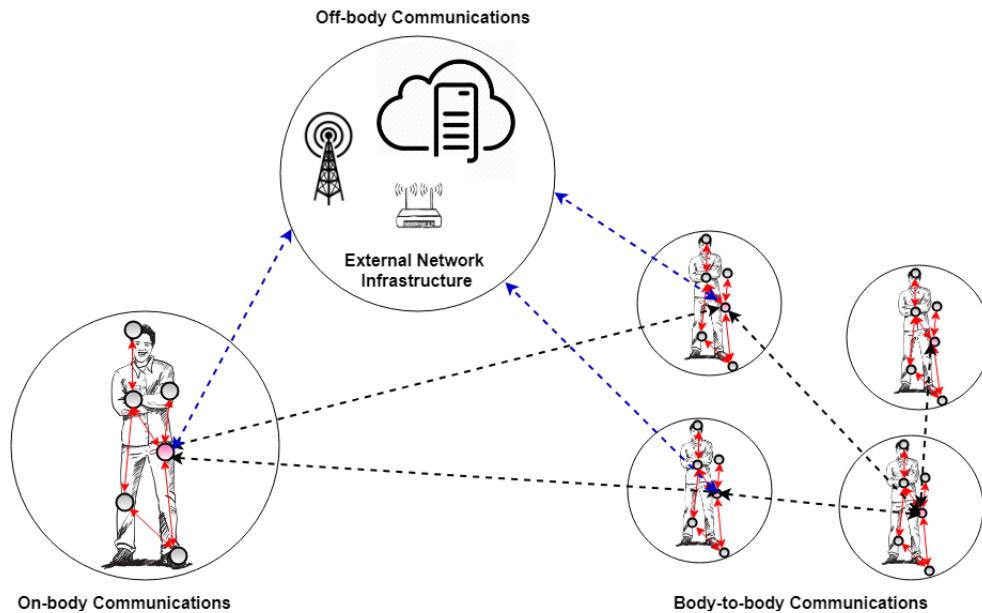 Off-body Communications
External Network
Infrastructure
On-body Communications
Body-to-body Communications